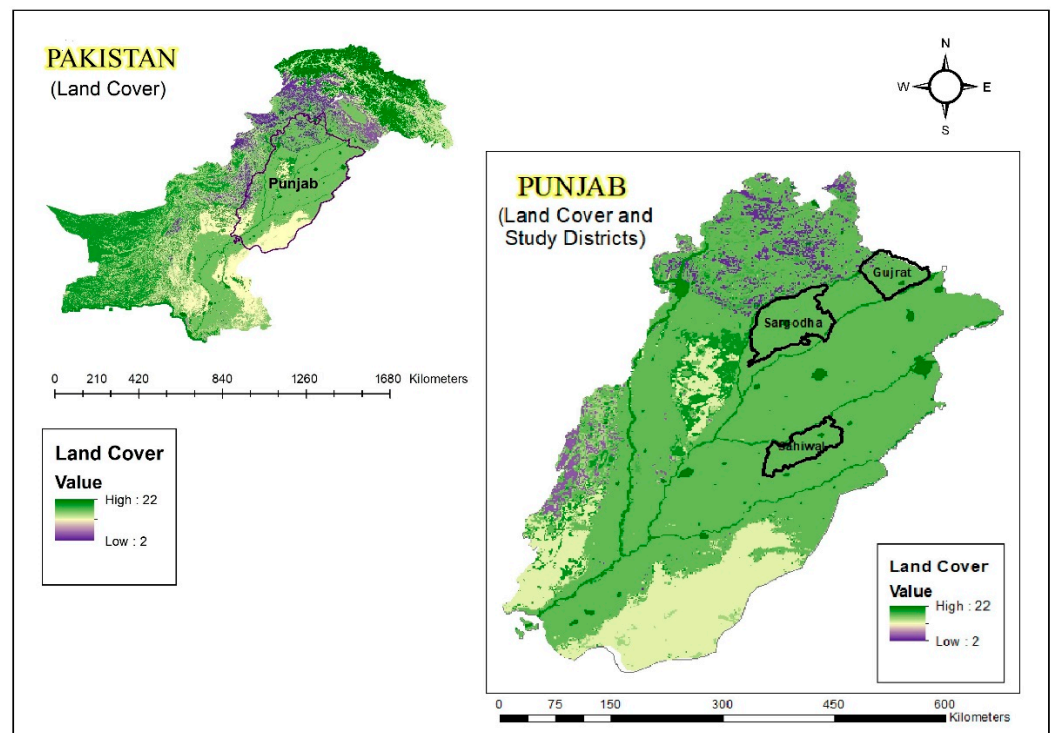 PAKISTAN
(Land Cover)
Punjab
0 210 420 840 1260 1680 Kilometers
Land Cover
Value
High : 22
Low : 2
N
W E
S
PUNJAB
(Land Cover and
Study Districts)
Gujrat
Sargodha
Sahiwal
Land Cover
Value
High : 22
Low : 2
0 75 150 300 450 600
Kilometers